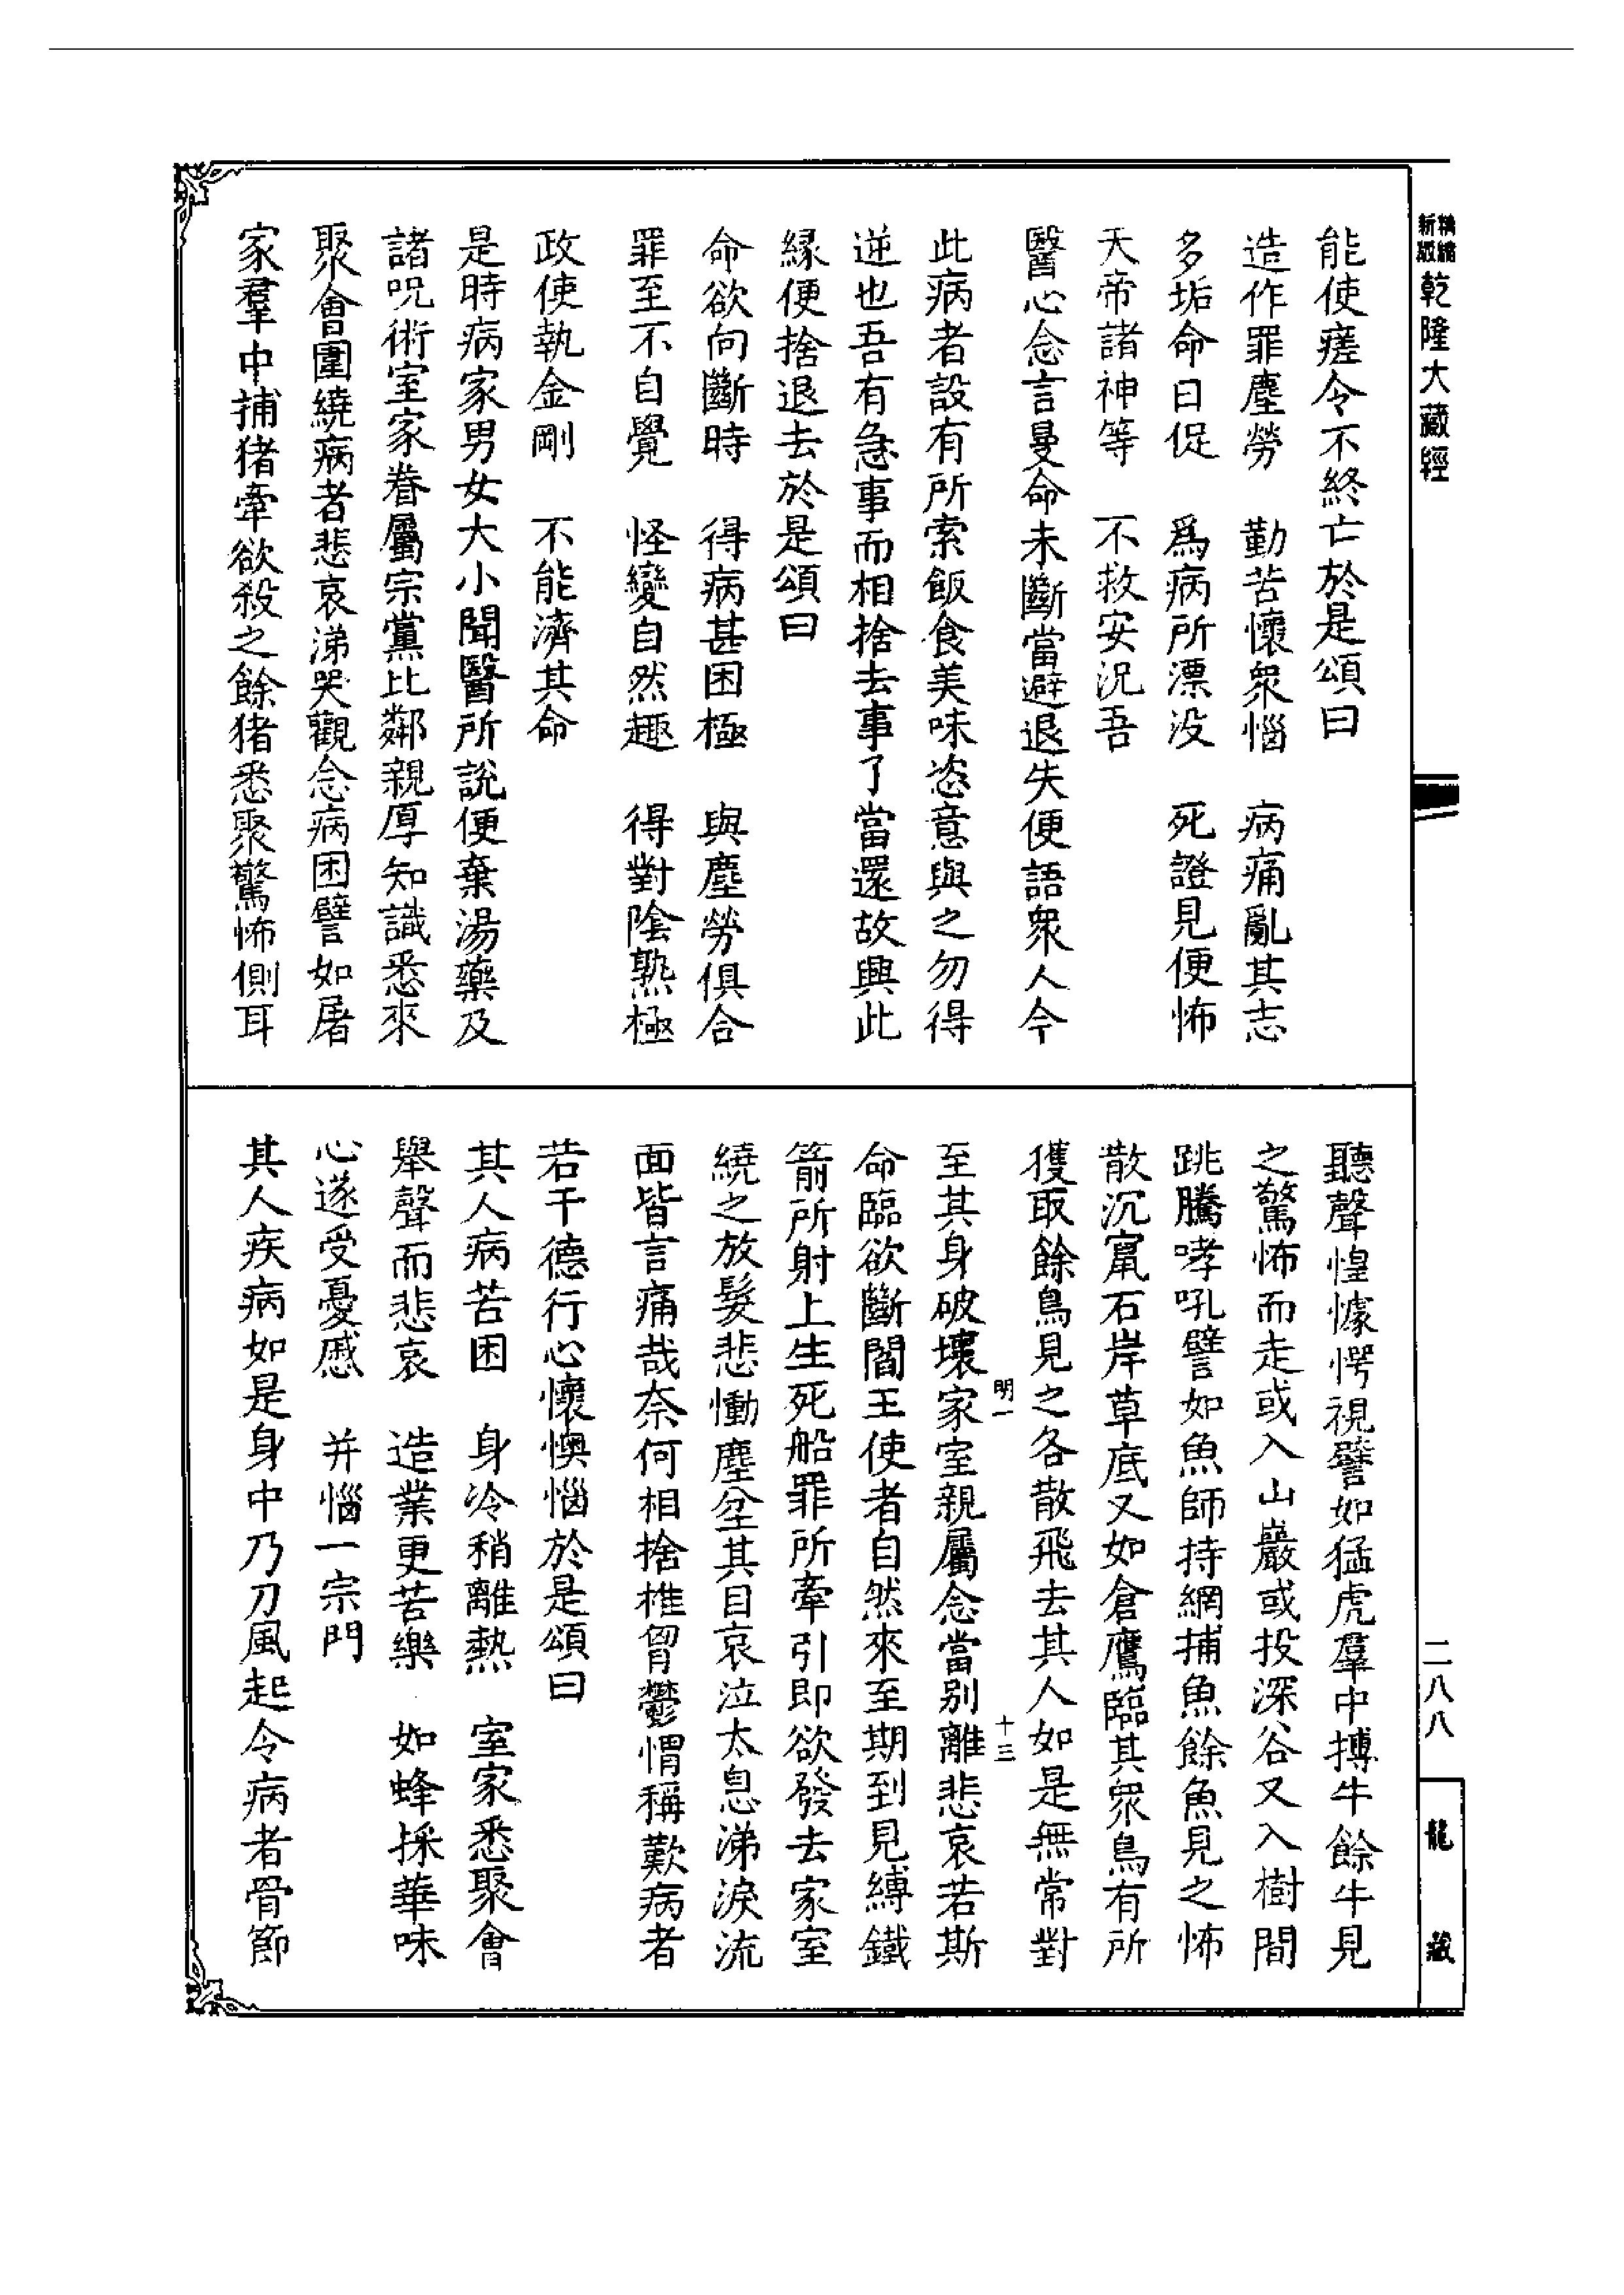 新版精縮乾隆大藏經
能使瘥令不終亡於是頌曰
造作罪塵勞　勤苦懷衆惱　病痛亂其志
多垢命日促　爲病所漂没　死證見便怖
天帝諸神等　不救安況吾
醫心念言曼命未斷當避退失便語衆人今
此病者設有所索飯食美味恣意與之勿得
逆也吾有急事而相捨去事了當還故興此
緣便捨退去於是頌曰
命欲向斷時　得病甚困極　與塵勞俱合
罪至不自覺　怪變自然趣　得對陰熟極
政使執金剛　不能濟其命
是時病家男女大小聞醫所說便棄湯藥及
諸呪術室家眷屬宗黨比鄰親厚知識悉來
聚會圍繞病者悲哀涕哭觀念病困譬如屠
家羣中捕猪牽欲殺之餘猪悉聚驚怖側耳
聽聲惶懅愕視譬如猛虎羣中搏牛餘牛見
之驚怖而走或入山巖或投深谷又入樹間
跳騰哮吼譬如魚師持網捕魚餘魚見之怖
散沉竄石岸草底又如倉鷹臨其衆鳥有所
獲取餘鳥見之各散飛去其人如是無常對
明一　十三
至其身破壞家室親屬念當別離悲哀若斯
命臨欲斷閻王使者自然來至期到見縛鐵
箭所射上生死船罪所牽引即欲發去家室
繞之放髮悲慟塵坌其目哀泣太息涕淚流
面皆言痛哉奈何相捨椎胷鬱㥜稱歎病者
若干德行心懷懊惱於是頌曰
其人病苦困　身冷稍離熱　室家悉聚會
舉聲而悲哀　造業更苦樂　如蜂採華味
心遂受憂慼　并惱一宗門
其人疾病如是身中乃刀風起令病者骨節
二八八
龍藏